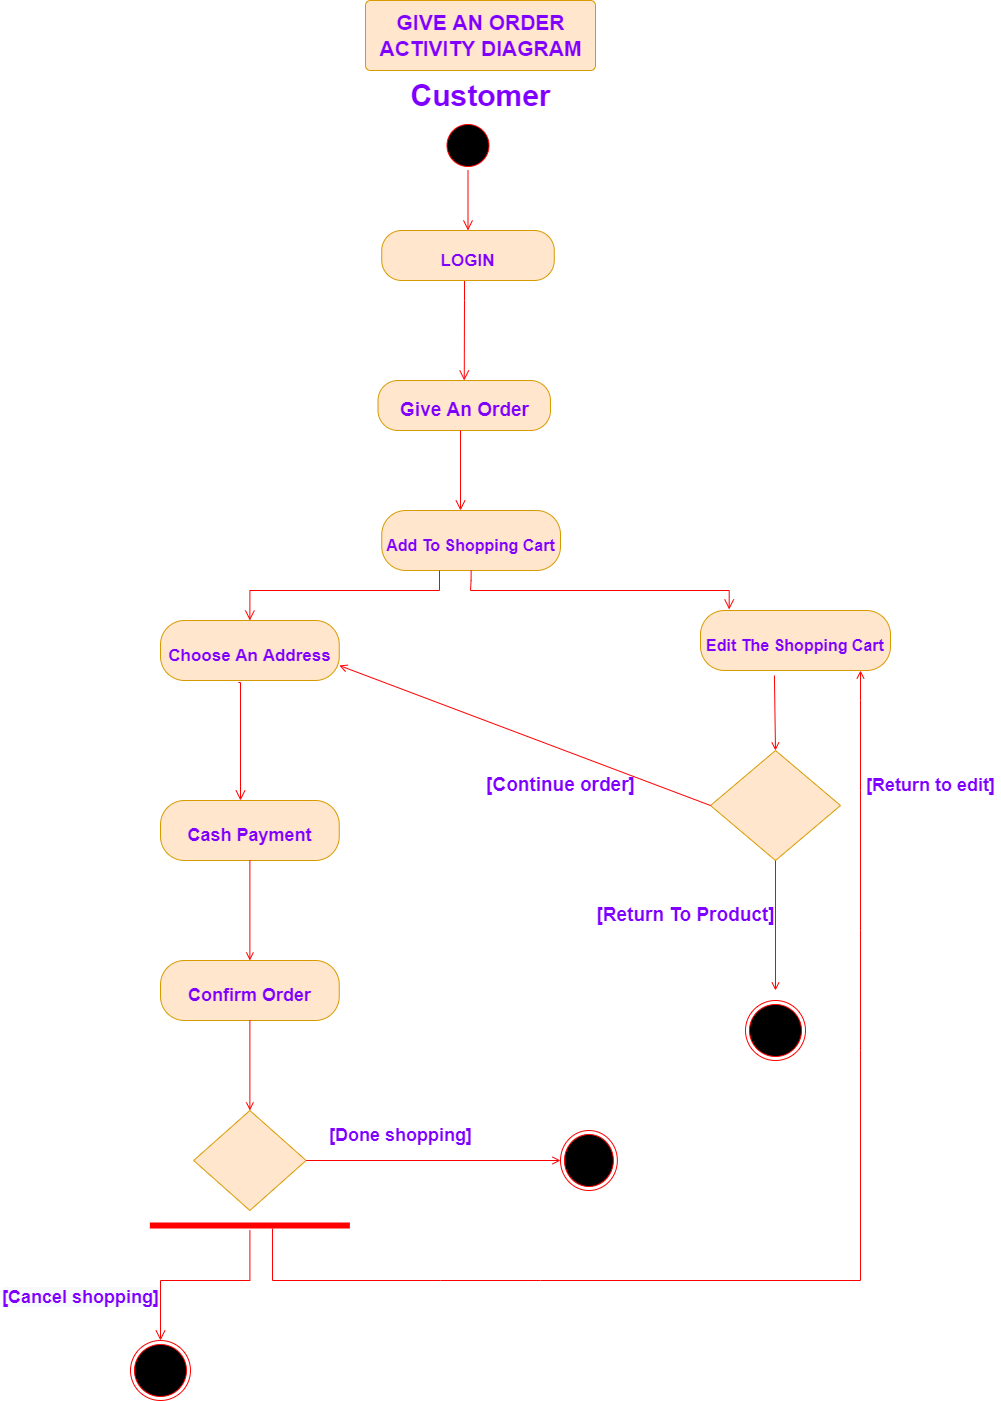 GIVE AN ORDER
ACTIVITY DIAGRAM
Customer
LOGIN
Give An Order
Add To Shopping Cart
Choose An Address
Edit The Shopping Cart
[Continue order]
[Return to edit]
Cash Payment
[Return To Product]
Confirm Order
[Done shopping]
[Cancel shopping]